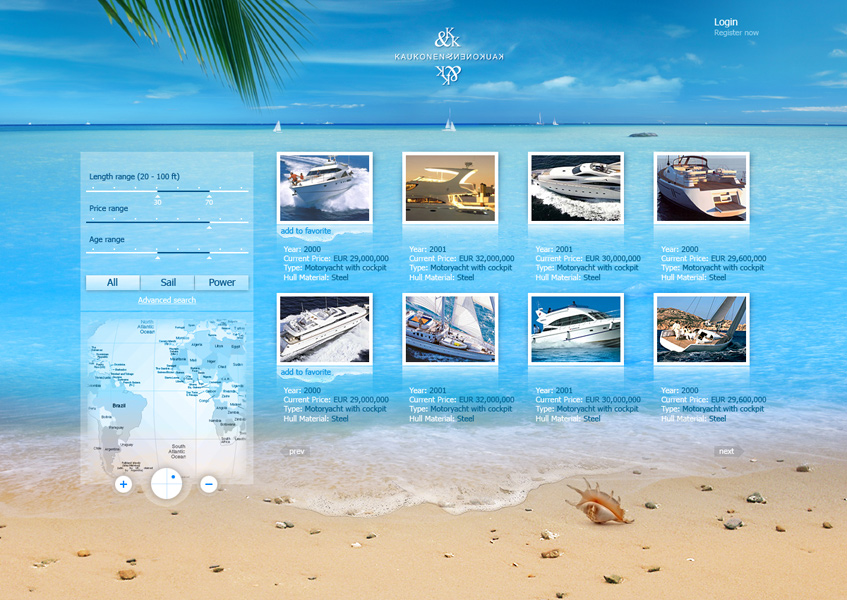 Login
Register now
K
&K
KAUKONEN&KAUKONEN
Length range (20 - 100 ft)
30 70
Price range
Age range
All Sail Power
Advanced search
North
Atlantic
Ocean
Brazil
South
Atlantic
Ocean
add to favorite
Year: 2000
Current Price: EUR 29,000,000
Type: Motoryacht with cockpit
Hull Material: Steel
Year: 2001
Current Price: EUR 32,000,000
Type: Motoryacht with cockpit
Hull Material: Steel
Year: 2001
Current Price: EUR 30,000,000
Type: Motoryacht with cockpit
Hull Material: Steel
Year: 2000
Current Price: EUR 29,600,000
Type: Motoryacht with cockpit
Hull Material: Steel
add to favorite
Year: 2000
Current Price: EUR 29,000,000
Type: Motoryacht with cockpit
Hull Material: Steel
Year: 2001
Current Price: EUR 32,000,000
Type: Motoryacht with cockpit
Hull Material: Steel
Year: 2001
Current Price: EUR 30,000,000
Type: Motoryacht with cockpit
Hull Material: Steel
Year: 2000
Current Price: EUR 29,600,000
Type: Motoryacht with cockpit
Hull Material: Steel
prev
next